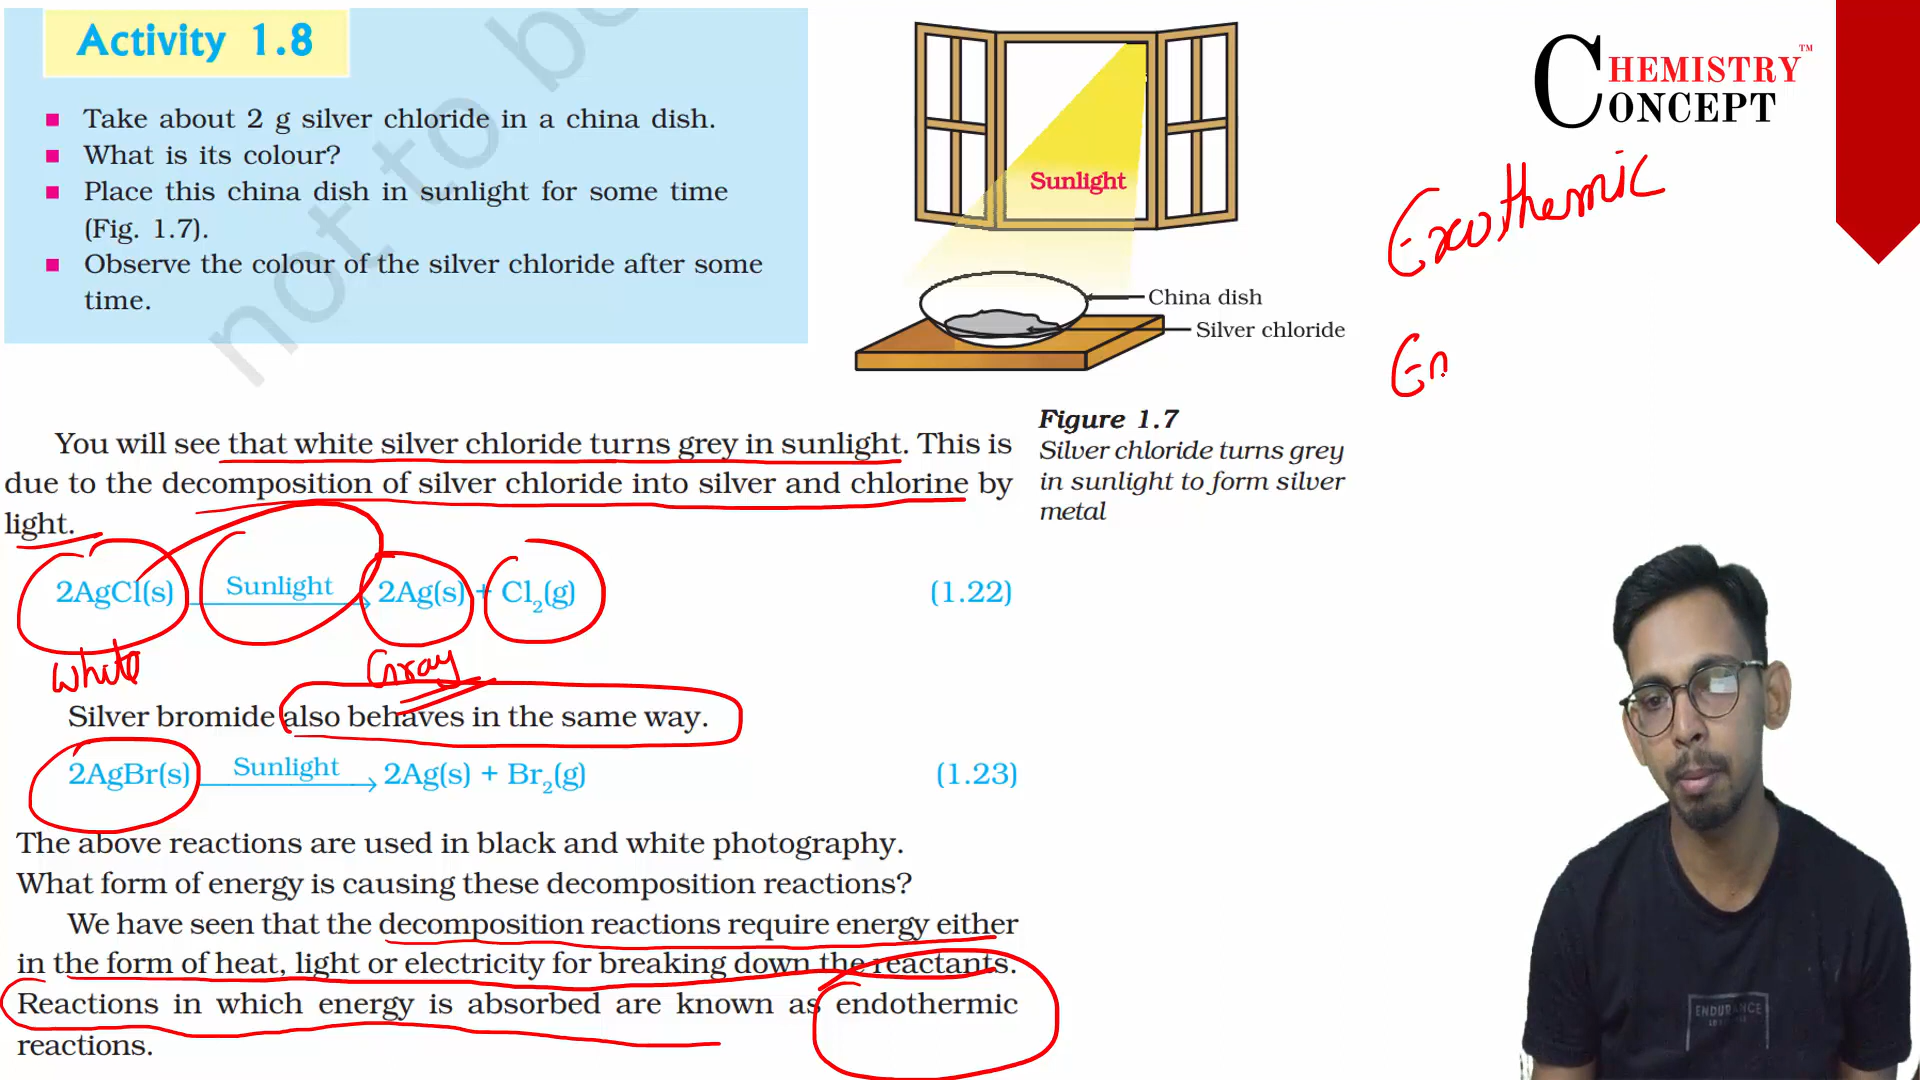 Activity 1.8
Take about 2 g silver chloride in a china dish.
What is its colour?
Place this china dish in sunlight for some time
(Fig. 1.7).
Observe the colour of the silver chloride after some
time.
not to be
Sunlight
China dish
Silver chloride
Figure 1.7
Silver chloride turns grey
in sunlight to form silver
metal
CHEMISTRY™
CONCEPT
Exothemic
En
You will see that white silver chloride turns grey in sunlight. This is
due to the decomposition of silver chloride into silver and chlorine by
light.
2AgCl(s) Sunlight→ 2Ag(s) + Cl₂(g) (1.22)
White Gray
Silver bromide also behaves in the same way.
2AgBr(s) Sunlight→ 2Ag(s) + Br₂(g) (1.23)
The above reactions are used in black and white photography.
What form of energy is causing these decomposition reactions?
We have seen that the decomposition reactions require energy either
in the form of heat, light or electricity for breaking down the reactants.
Reactions in which energy is absorbed are known as endothermic
reactions.
ENDURANCE